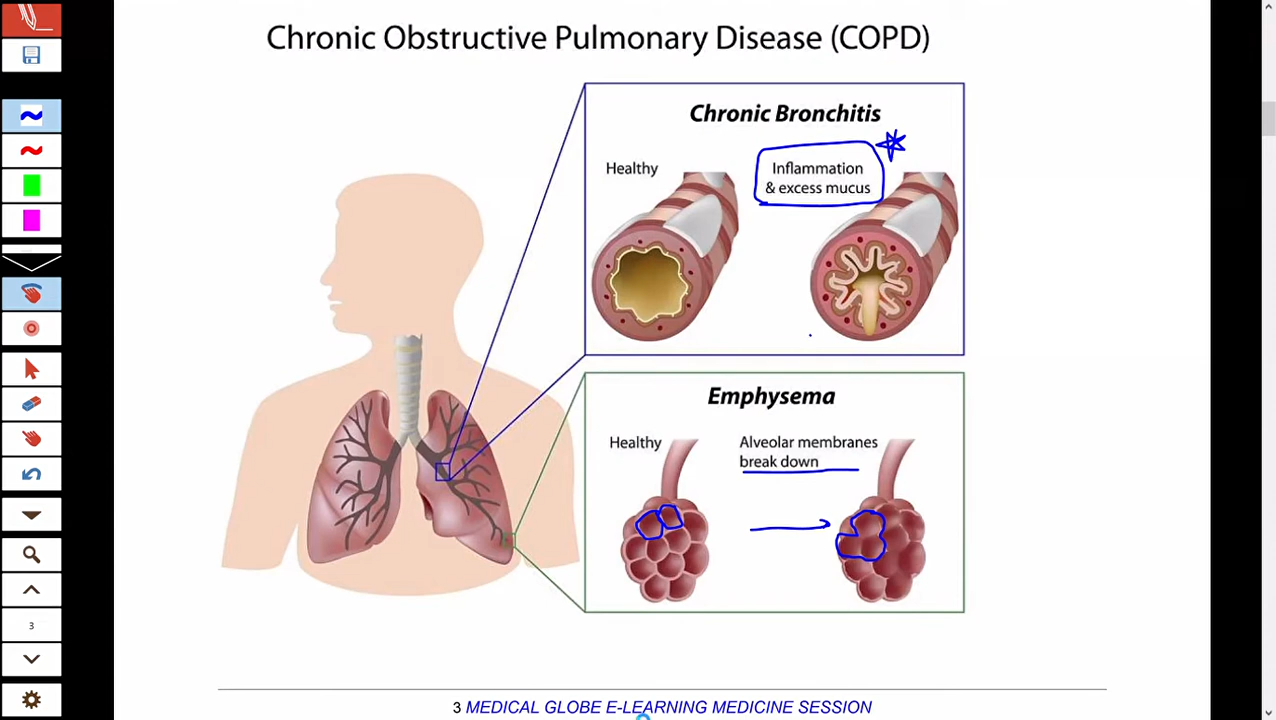 Chronic Obstructive Pulmonary Disease (COPD)
Chronic Bronchitis
Healthy
Inflammation
& excess mucus
Emphysema
Healthy
Alveolar membranes
break down
3
3 MEDICAL GLOBE E-LEARNING MEDICINE SESSION